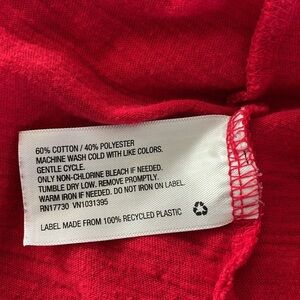 60% COTTON / 40% POLYESTER
MACHINE WASH COLD WITH LIKE COLORS.
GENTLE CYCLE.
ONLY NON-CHLORINE BLEACH IF NEEDED.
TUMBLE DRY LOW. REMOVE PROMPTLY.
WARM IRON IF NEEDED. DO NOT IRON ON LABEL.
RN17730 VN1031395
LABEL MADE FROM 100% RECYCLED PLASTIC